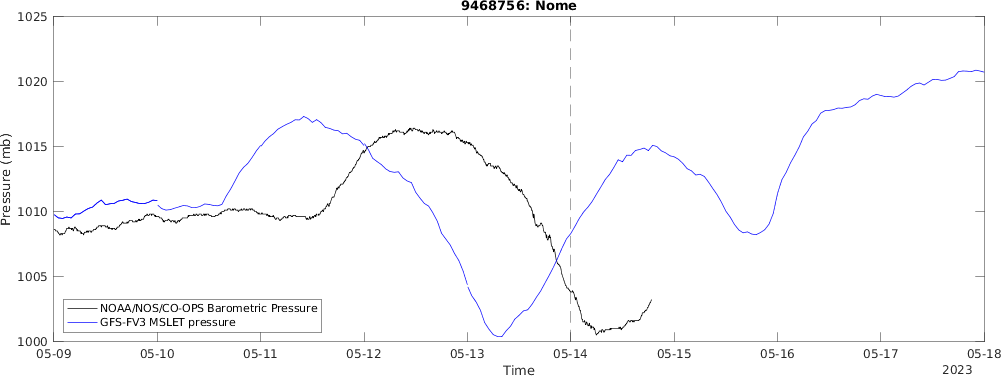 9468756: Nome
1025
1020
1015
1010
1005
1000
Pressure (mb)
NOAA/NOS/CO-OPS Barometric Pressure
GFS-FV3 MSLET pressure
05-09 05-10 05-11 05-12 05-13 05-14 05-15 05-16 05-17 05-18
Time
2023